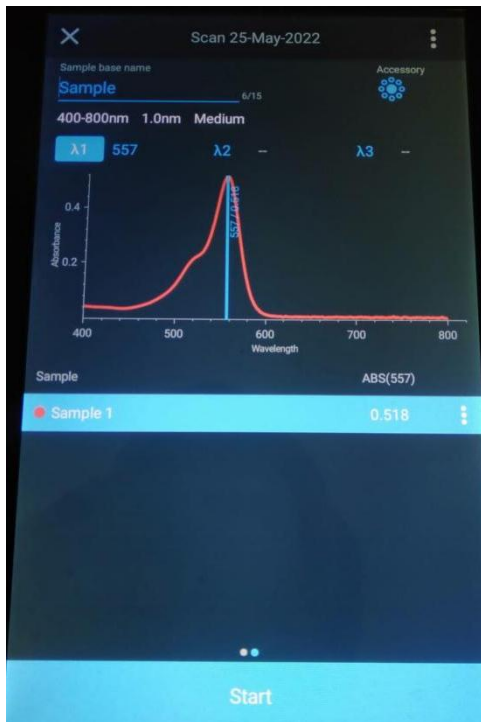 Scan 25-May-2022
Sample base name
Accessory
Sample
6/15
400-800nm 1.0nm Medium
λ1 557 λ2 – λ3 –
0.4
0.2
Absorbance
557 / 0.518
400 500 600 700 800
Wavelength
Sample ABS(557)
Sample 1 0.518
Start